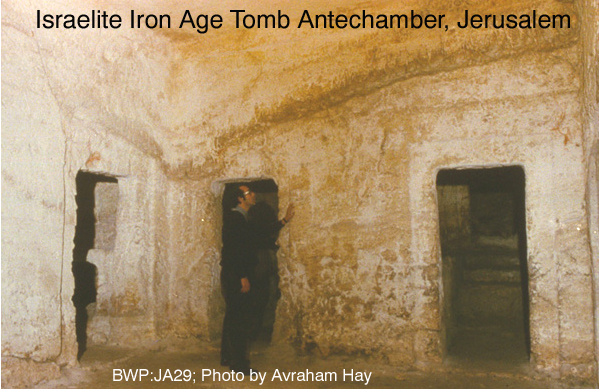 Israelite Iron Age Tomb Antechamber, Jerusalem
BWP:JA29; Photo by Avraham Hay